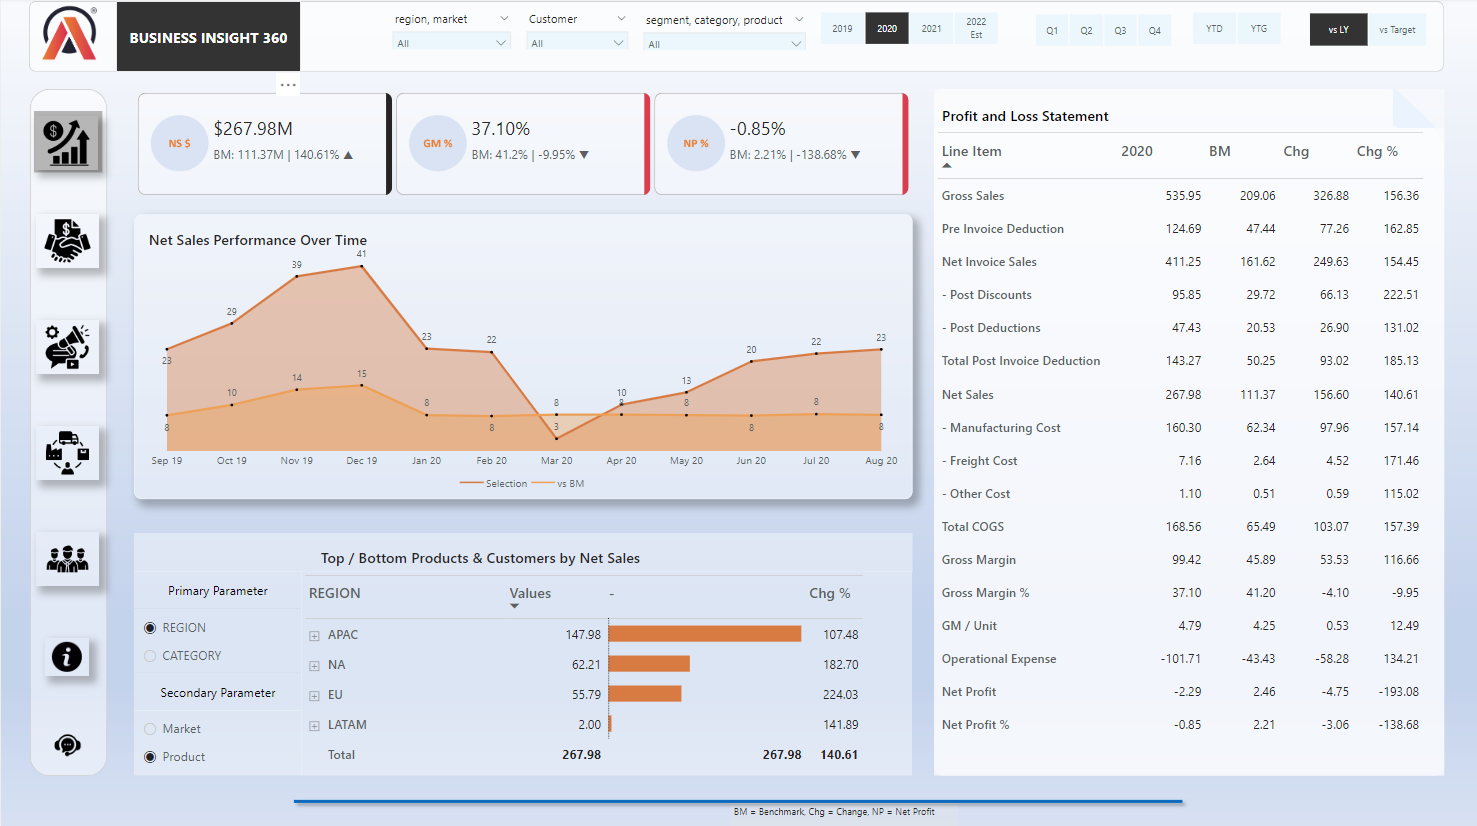 BUSINESS INSIGHT 360
region, market
All
Customer
All
segment, category, product
All
2019
2020
2021
2022
Est
Q1
Q2
Q3
Q4
YTD
YTG
vs LY
vs Target
NS $
$267.98M
BM: 111.37M | 140.61% ▲
GM %
37.10%
BM: 41.2% | -9.95% ▼
NP %
-0.85%
BM: 2.21% | -138.68% ▼
Net Sales Performance Over Time
23 29 39 41 23 22 3 10 13 20 22 23
8 10 14 15 8 8 8 8 8 8 8 8
Sep 19 Oct 19 Nov 19 Dec 19 Jan 20 Feb 20 Mar 20 Apr 20 May 20 Jun 20 Jul 20 Aug 20
Selection vs BM
Top / Bottom Products & Customers by Net Sales
Primary Parameter
REGION
CATEGORY
Secondary Parameter
Market
Product
REGION Values - Chg %
APAC 147.98 107.48
NA 62.21 182.70
EU 55.79 224.03
LATAM 2.00 141.89
Total 267.98 267.98 140.61
Profit and Loss Statement
Line Item 2020 BM Chg Chg %
Gross Sales 535.95 209.06 326.88 156.36
Pre Invoice Deduction 124.69 47.44 77.26 162.85
Net Invoice Sales 411.25 161.62 249.63 154.45
- Post Discounts 95.85 29.72 66.13 222.51
- Post Deductions 47.43 20.53 26.90 131.02
Total Post Invoice Deduction 143.27 50.25 93.02 185.13
Net Sales 267.98 111.37 156.60 140.61
- Manufacturing Cost 160.30 62.34 97.96 157.14
- Freight Cost 7.16 2.64 4.52 171.46
- Other Cost 1.10 0.51 0.59 115.02
Total COGS 168.56 65.49 103.07 157.39
Gross Margin 99.42 45.89 53.53 116.66
Gross Margin % 37.10 41.20 -4.10 -9.95
GM / Unit 4.79 4.25 0.53 12.49
Operational Expense -101.71 -43.43 -58.28 134.21
Net Profit -2.29 2.46 -4.75 -193.08
Net Profit % -0.85 2.21 -3.06 -138.68
BM = Benchmark, Chg = Change, NP = Net Profit